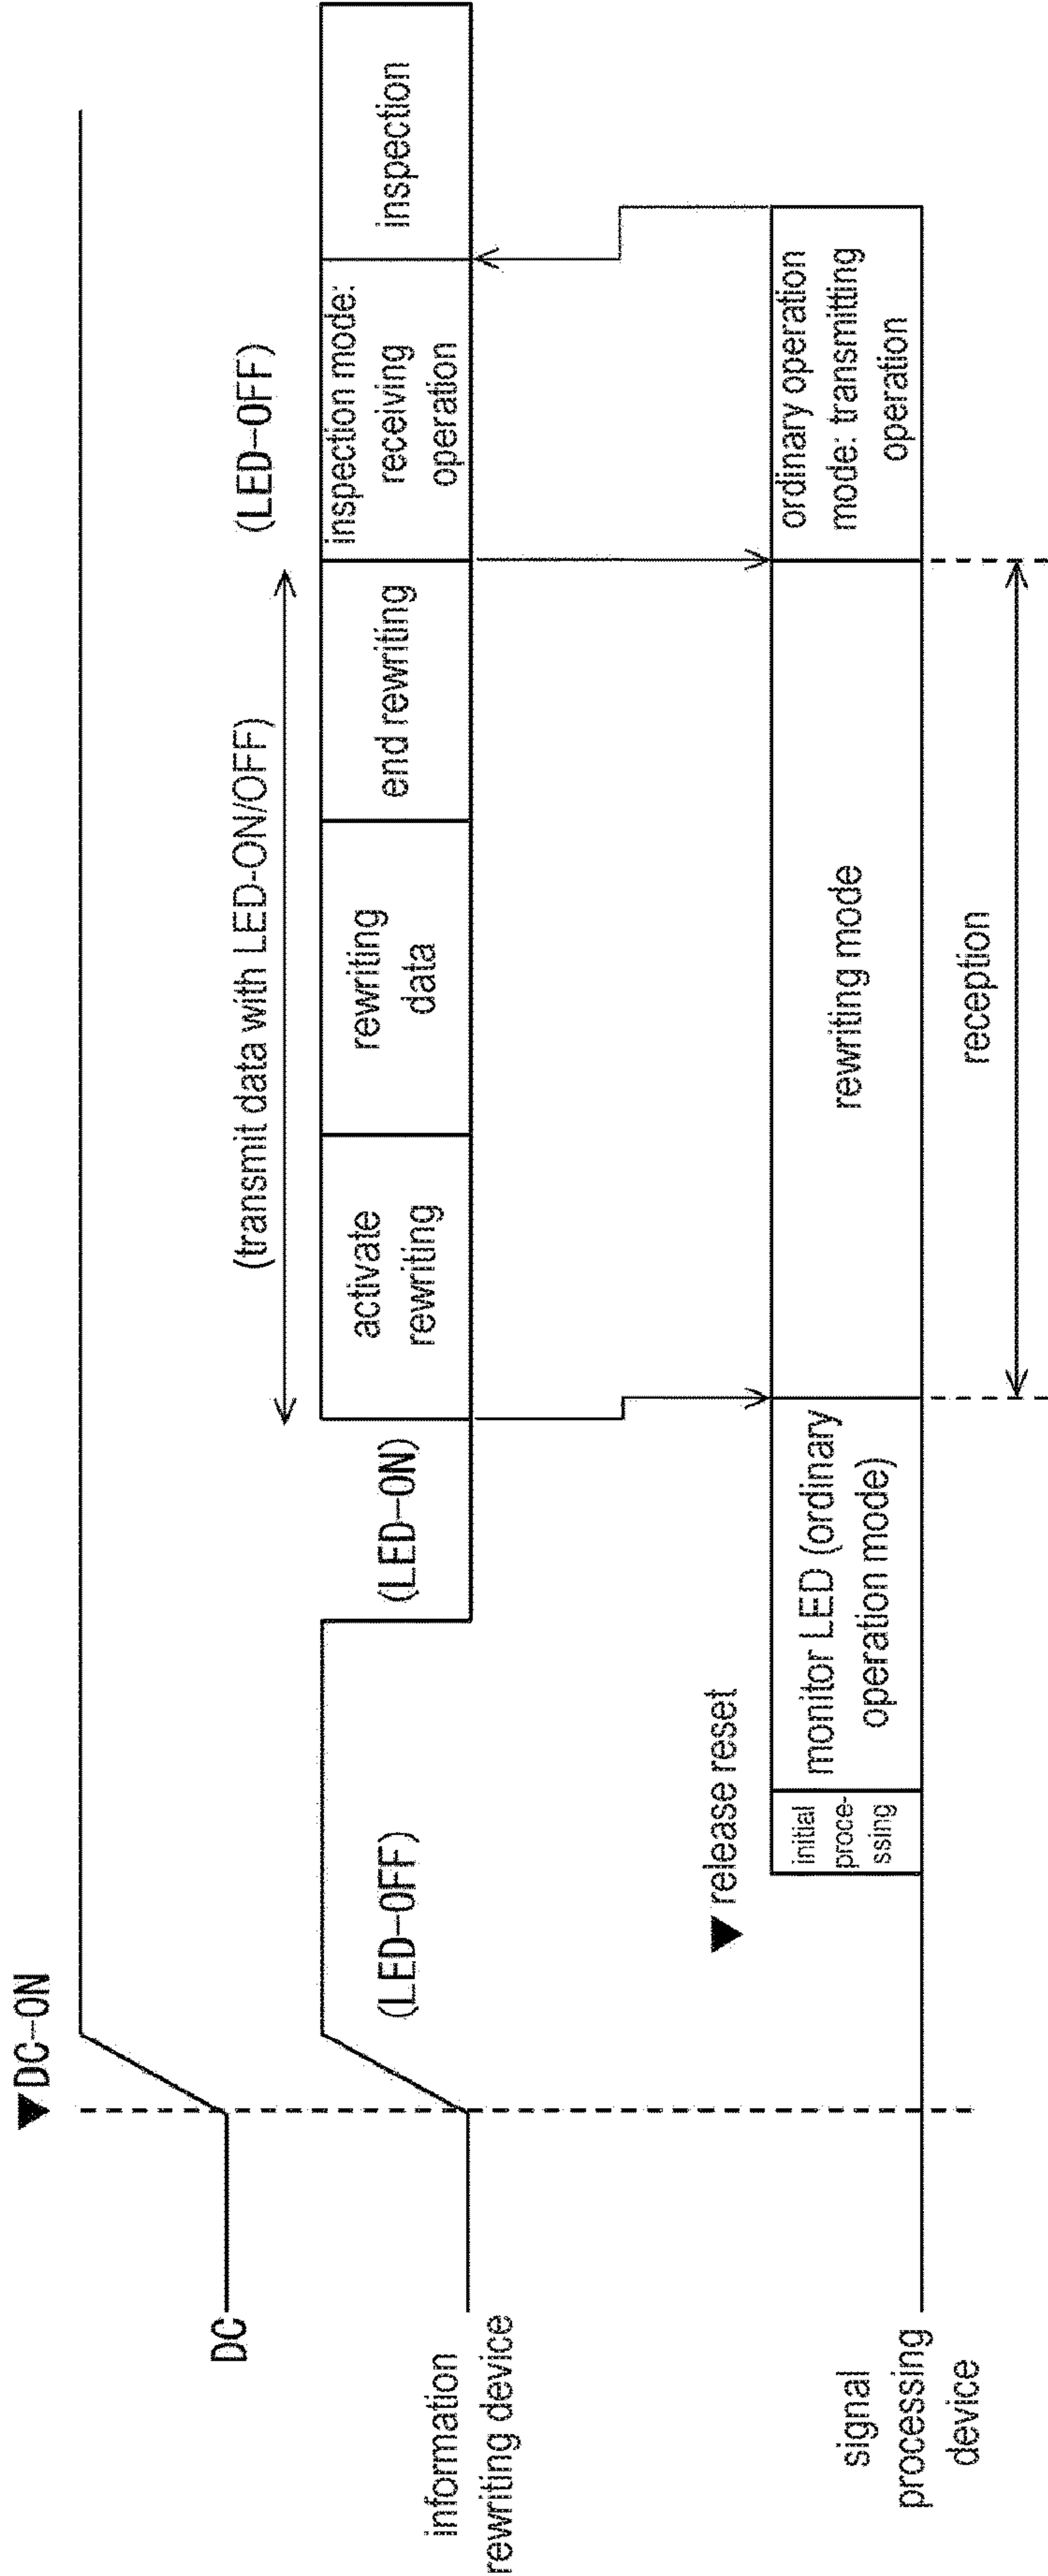 ▼DC-ON
DC
(transmit data with LED-ON/OFF)
(LED-OFF)
information
rewriting device
(LED-OFF)
(LED-ON)
activate
rewriting
rewriting
data
end rewriting
inspection mode:
receiving
operation
inspection
▼release reset
signal
processing
device
initial
proce-
ssing
monitor LED (ordinary
operation mode)
rewriting mode
ordinary operation
mode: transmitting
operation
reception